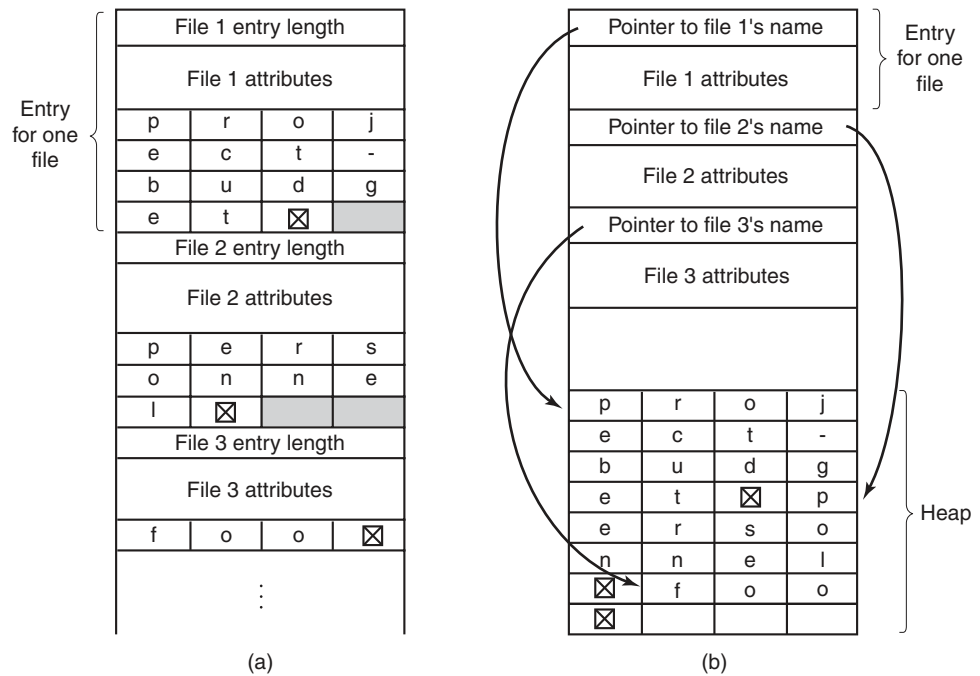 File 1 entry length
File 1 attributes
p r o j
e c t -
b u d g
e t
File 2 entry length
File 2 attributes
p e r s
o n n e
l
File 3 entry length
File 3 attributes
f o o
Entry
for one
file
(a)
Pointer to file 1's name
File 1 attributes
Pointer to file 2's name
File 2 attributes
Pointer to file 3's name
File 3 attributes
p r o j
e c t -
b u d g
e t p
e r s o
n n e l
f o o
Entry
for one
file
Heap
(b)